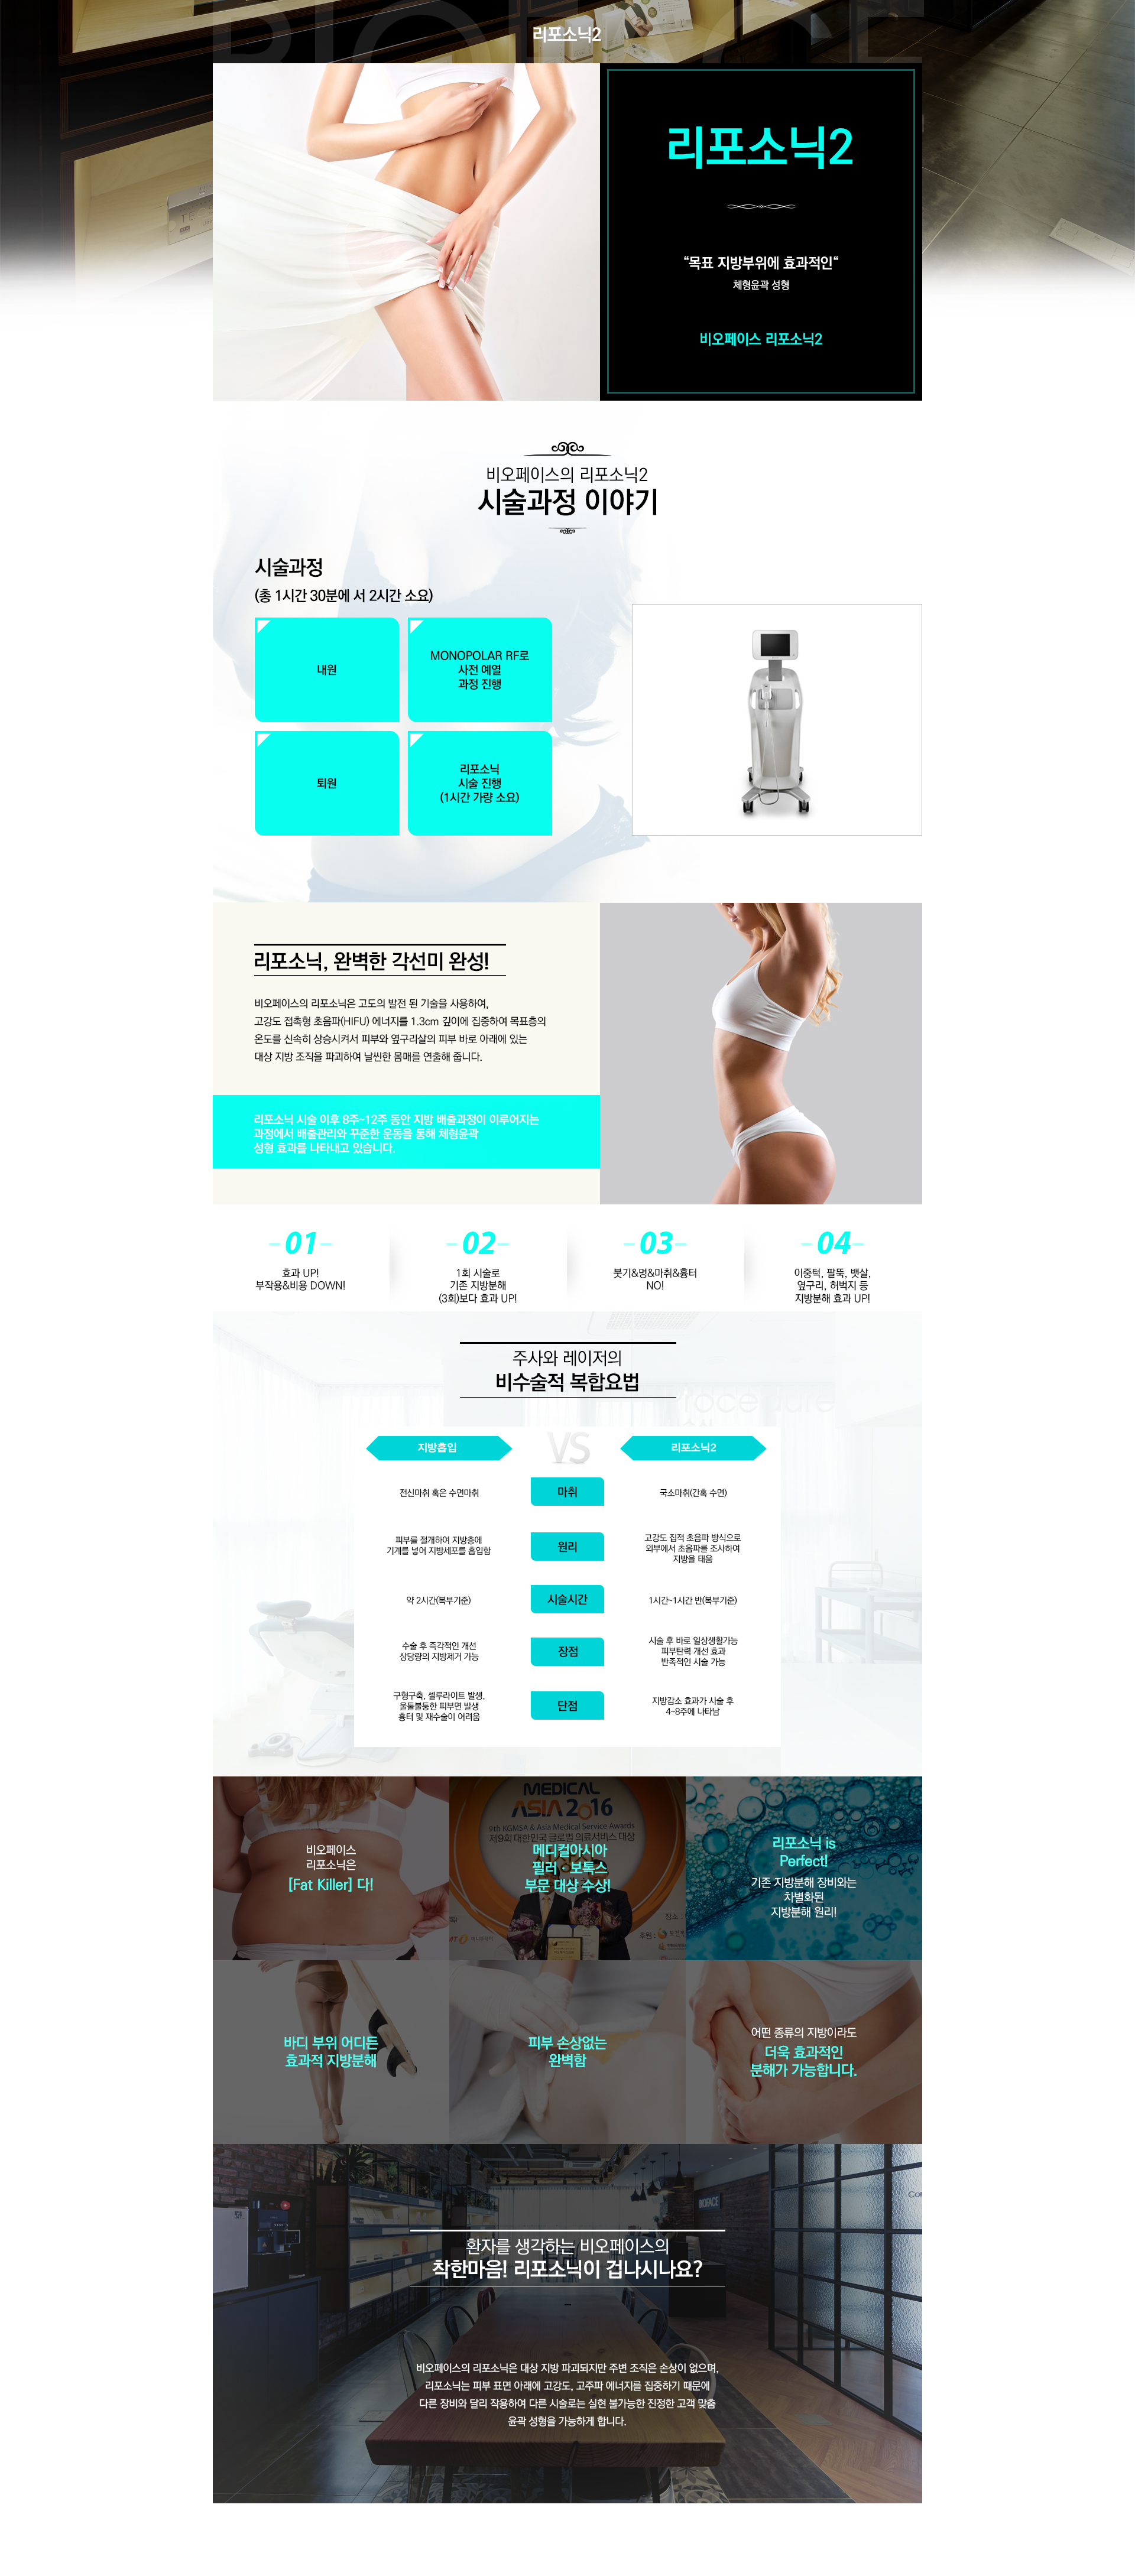 리포소닉2
리포소닉2
“목표 지방부위에 효과적인“
체형윤곽 성형
비오페이스 리포소닉2
비오페이스의 리포소닉2
시술과정 이야기
시술과정
(총 1시간 30분에 서 2시간 소요)
내원
MONOPOLAR RF로
사전 예열
과정 진행
퇴원
리포소닉
시술 진행
(1시간 가량 소요)
리포소닉, 완벽한 각선미 완성!
비오페이스의 리포소닉은 고도의 발전 된 기술을 사용하여,
고강도 접촉형 초음파(HIFU) 에너지를 1.3cm 깊이에 집중하여 목표층의
온도를 신속히 상승시켜서 피부와 옆구리살의 피부 바로 아래에 있는
대상 지방 조직을 파괴하여 날씬한 몸매를 연출해 줍니다.
리포소닉 시술 이후 8주~12주 동안 지방 배출과정이 이루어지는
과정에서 배출관리와 꾸준한 운동을 통해 체형윤곽
성형 효과를 나타내고 있습니다.
01
효과 UP!
부작용&비용 DOWN!
02
1회 시술로
기존 지방분해
(3회)보다 효과 UP!
03
붓기&멍&마취&흉터
NO!
04
이중턱, 팔뚝, 뱃살,
옆구리, 허벅지 등
지방분해 효과 UP!
주사와 레이저의
비수술적 복합요법
지방흡입
VS
리포소닉2
전신마취 혹은 수면마취
마취
국소마취(간혹 수면)
피부를 절개하여 지방층에
기계를 넣어 지방세포를 흡입함
원리
고강도 집적 초음파 방식으로
외부에서 초음파를 조사하여
지방을 태움
약 2시간(복부기준)
시술시간
1시간~1시간 반(복부기준)
수술 후 즉각적인 개선
상당량의 지방제거 가능
장점
시술 후 바로 일상생활가능
피부탄력 개선 효과
반족적인 시술 가능
구형구축, 셀루라이트 발생,
울퉁불퉁한 피부면 발생
흉터 및 재수술이 어려움
단점
지방감소 효과가 시술 후
4~8주에 나타남
비오페이스
리포소닉은
[Fat Killer] 다!
MEDICAL
ASIA 2016
9th KGMSA & Asia Medical Service Awards
제9회 대한민국 글로벌 의료서비스 대상
메디컬아시아
필러 · 보톡스
부문 대상 수상!
리포소닉 is
Perfect!
기존 지방분해 장비와는
차별화된
지방분해 원리!
바디 부위 어디든
효과적 지방분해
피부 손상없는
완벽함
어떤 종류의 지방이라도
더욱 효과적인
분해가 가능합니다.
BIOFACE
환자를 생각하는 비오페이스의
착한마음! 리포소닉이 겁나시나요?
비오페이스의 리포소닉은 대상 지방 파괴되지만 주변 조직은 손상이 없으며,
리포소닉는 피부 표면 아래에 고강도, 고주파 에너지를 집중하기 때문에
다른 장비와 달리 작용하여 다른 시술로는 실현 불가능한 진정한 고객 맞춤
윤곽 성형을 가능하게 합니다.